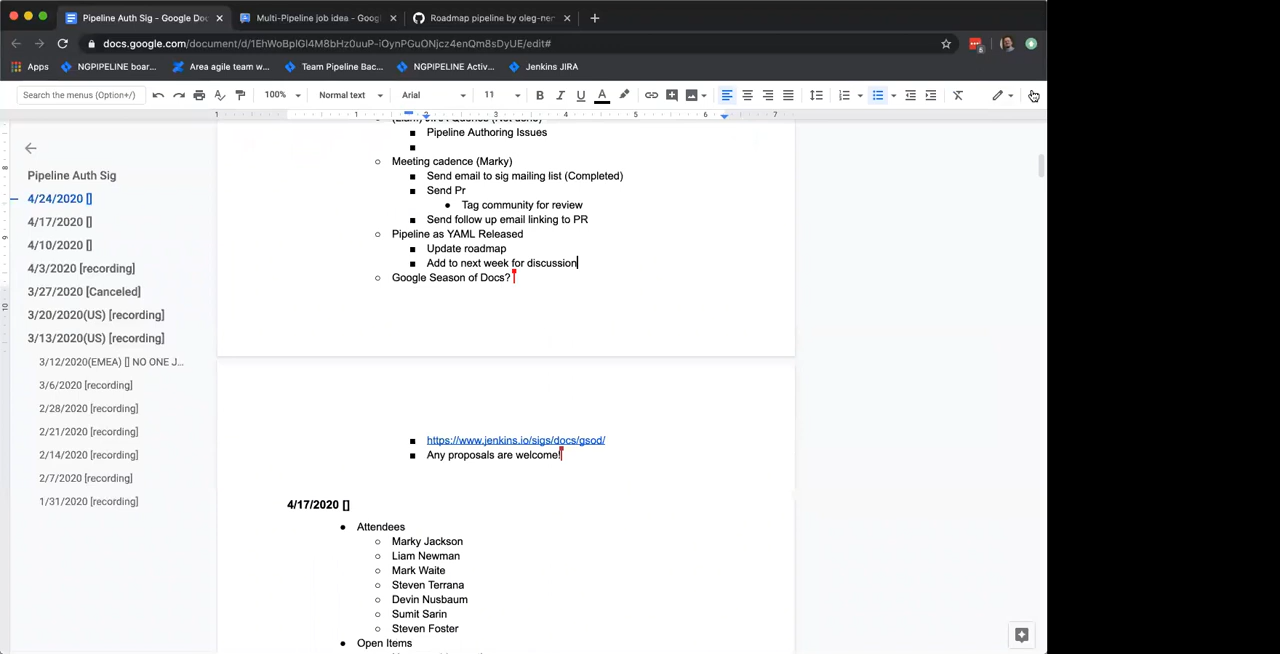 Pipeline Auth Sig - Google Doc
Multi-Pipeline job idea - Goog
Roadmap pipeline by oleg-ner
docs.google.com/document/d/1EhWoBpIGl4M8bHz0uuP-iOynPGuONjcz4enQm8sDyUE/edit#
Apps
NGPIPELINE boar...
Area agile team w...
Team Pipeline Bac...
NGPIPELINE Activ...
Jenkins JIRA
Search the menus (Option+/)
100%
Normal text
Arial
11
Pipeline Auth Sig
4/24/2020 []
4/17/2020 []
4/10/2020 []
4/3/2020 [recording]
3/27/2020 [Canceled]
3/20/2020(US) [recording]
3/13/2020(US) [recording]
3/12/2020(EMEA) [] NO ONE J...
3/6/2020 [recording]
2/28/2020 [recording]
2/21/2020 [recording]
2/14/2020 [recording]
2/7/2020 [recording]
1/31/2020 [recording]
Pipeline Authoring Issues
Meeting cadence (Marky)
Send email to sig mailing list (Completed)
Send Pr
Tag community for review
Send follow up email linking to PR
Pipeline as YAML Released
Update roadmap
Add to next week for discussion
Google Season of Docs?
https://www.jenkins.io/sigs/docs/gsod/
Any proposals are welcome!
4/17/2020 []
Attendees
Marky Jackson
Liam Newman
Mark Waite
Steven Terrana
Devin Nusbaum
Sumit Sarin
Steven Foster
Open Items